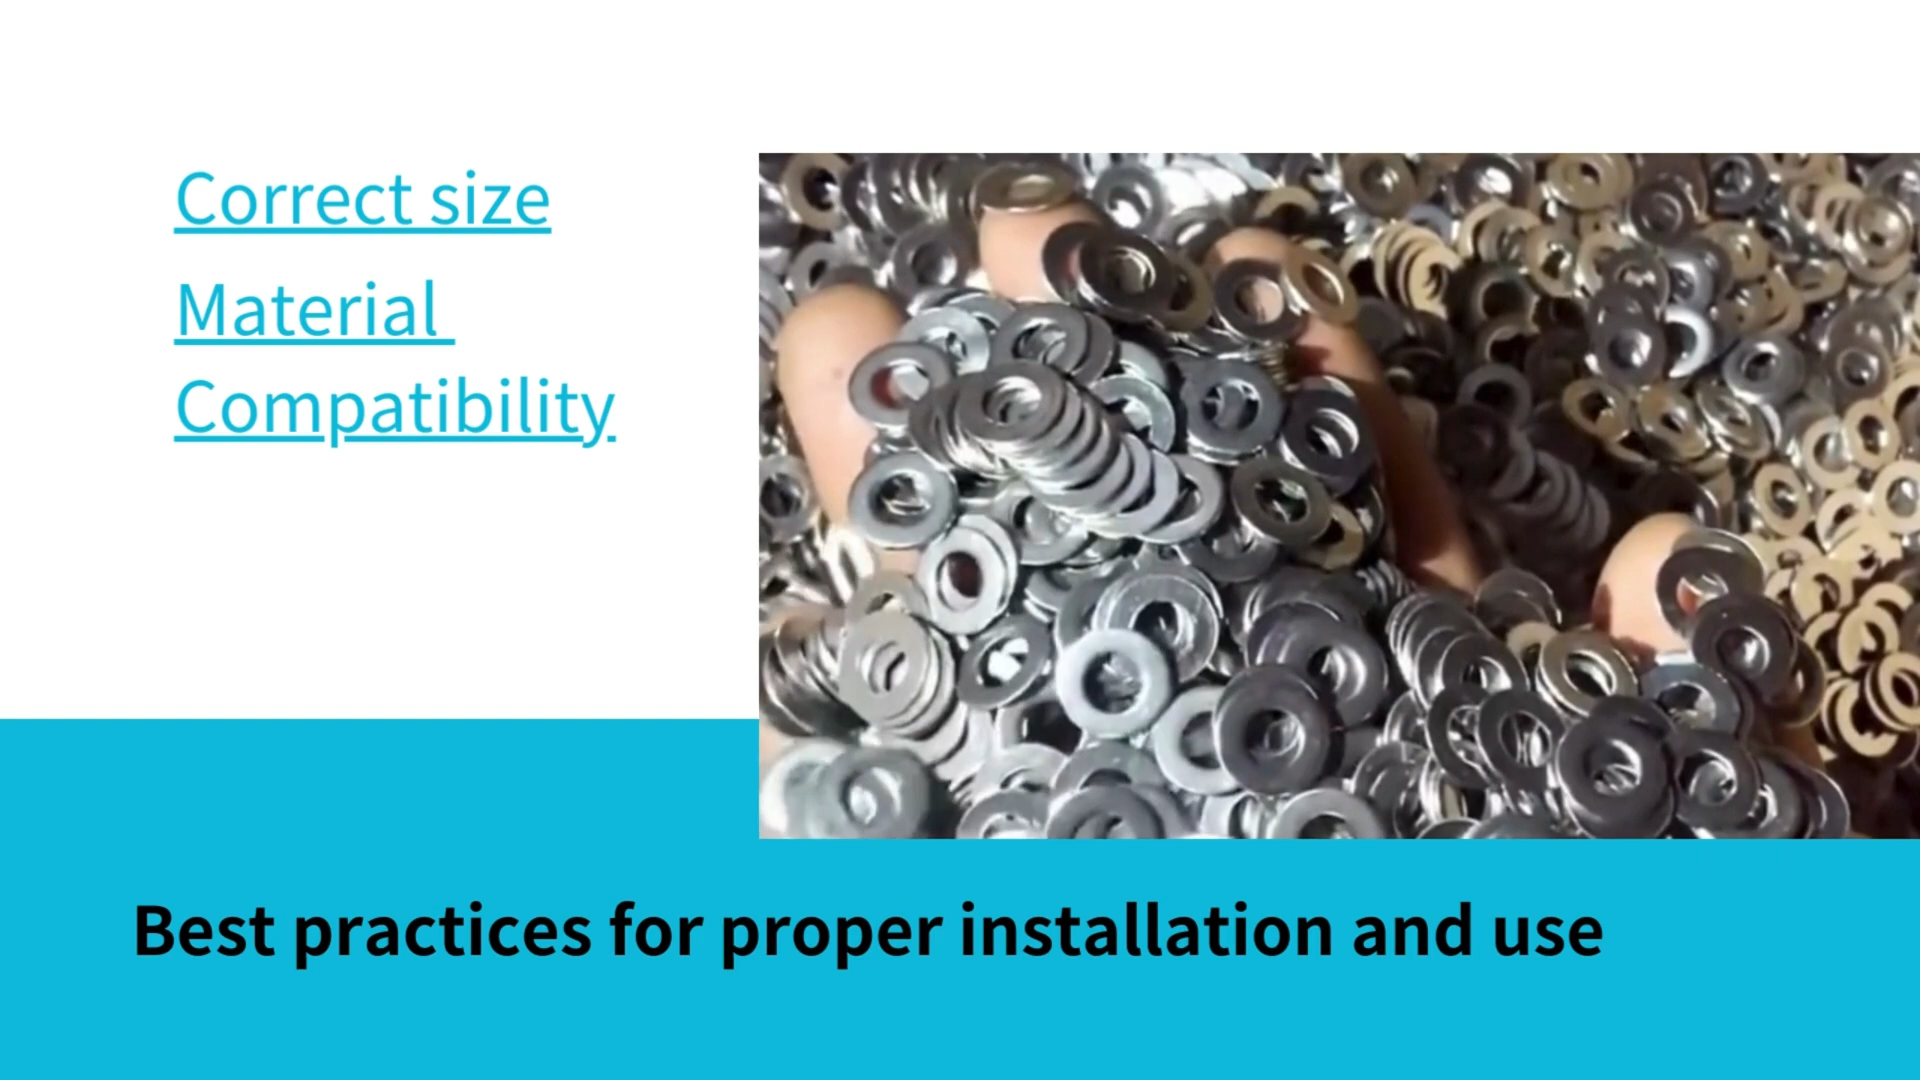 Correct size
Material
Compatibility
Best practices for proper installation and use